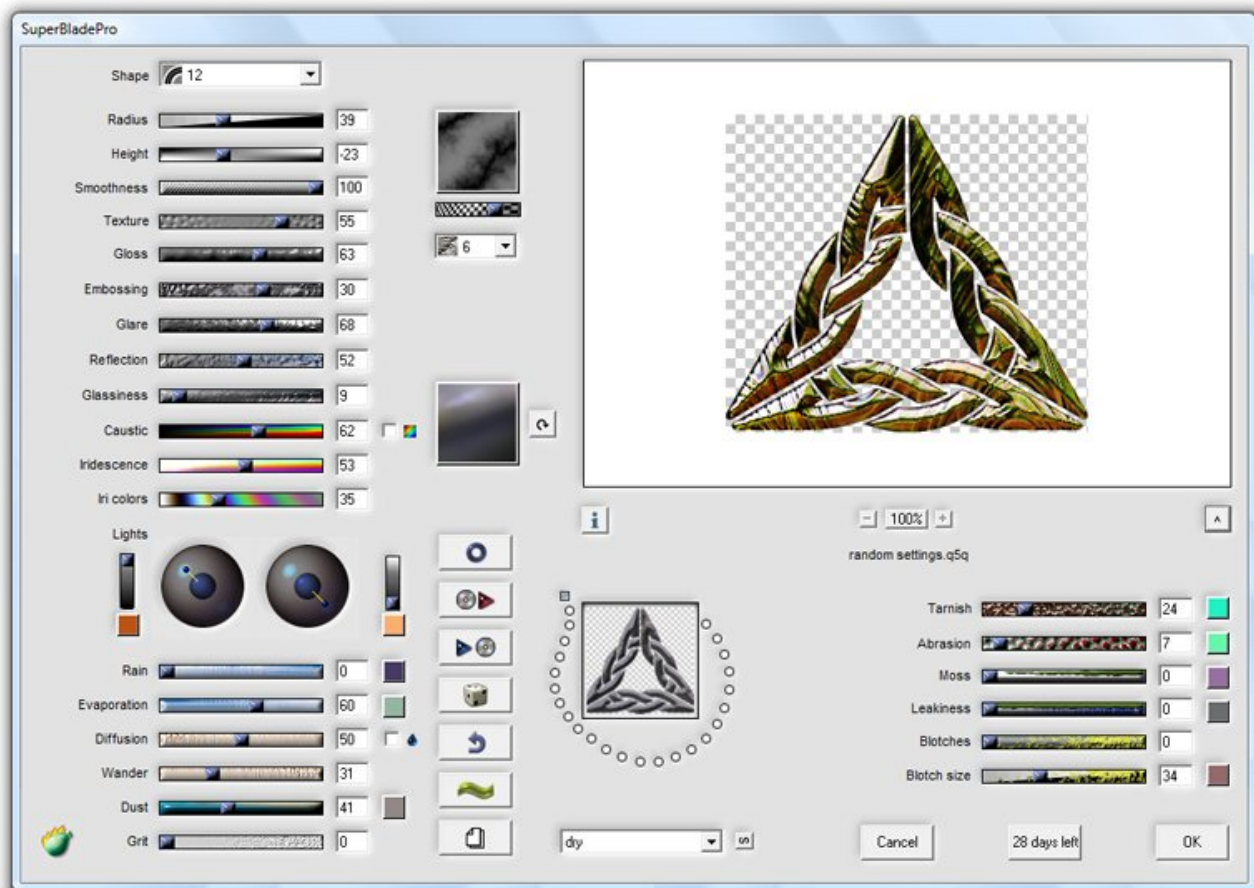 SuperBladePro
Shape 12
Radius 39
Height -23
Smoothness 100
Texture 55
6
Gloss 63
Embossing 30
Glare 68
Reflection 52
Glassiness 9
Caustic 62
Iridescence 53
Iri colors 35
Lights
i
- 100% +
^
random settings.q5q
Rain 0
Evaporation 60
Diffusion 50
Wander 31
Dust 41
Grit 0
Tarnish 24
Abrasion 7
Moss 0
Leakiness 0
Blotches 0
Blotch size 34
dry
Cancel
28 days left
OK